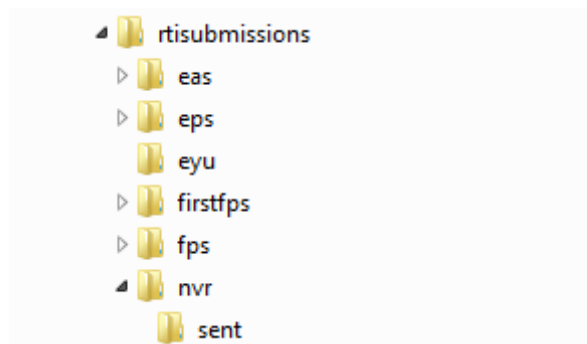 rtisubmissions
eas
eps
eyu
firstfps
fps
nvr
sent